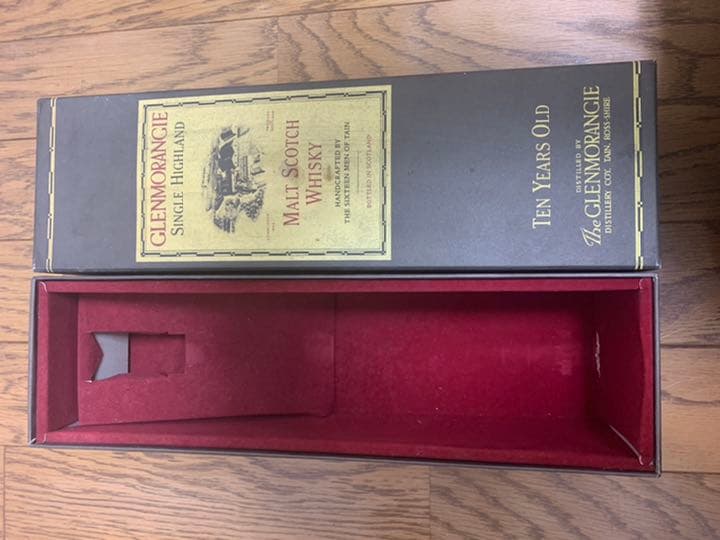 GLENMORANGIE
SINGLE HIGHLAND
MALT SCOTCH
WHISKY
HANDCRAFTED BY
THE SIXTEEN MEN OF TAIN
BOTTLED IN SCOTLAND
TEN YEARS OLD
DISTILLED BY
The GLENMORANGIE
DISTILLERY COY. TAIN, ROSS-SHIRE